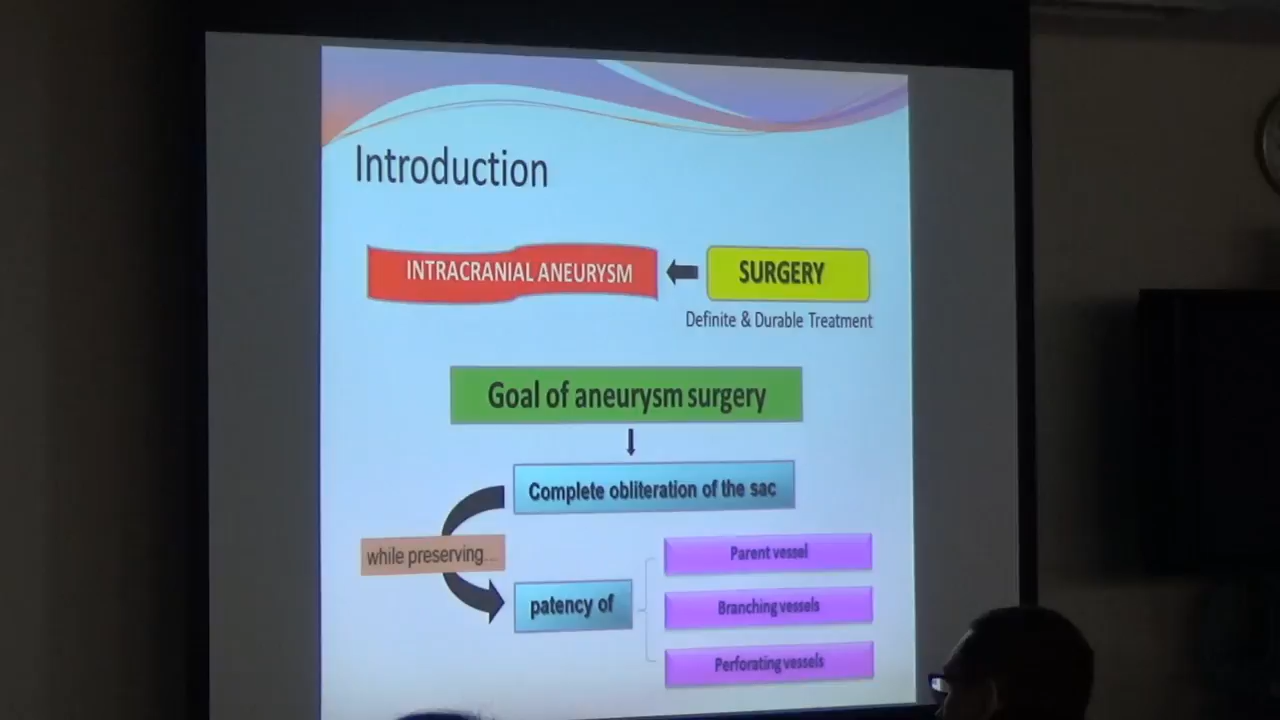 Introduction
INTRACRANIAL ANEURYSM
SURGERY
Definite & Durable Treatment
Goal of aneurysm surgery
Complete obliteration of the sac
while preserving...
patency of
Parent vessel
Branching vessels
Perforating vessels